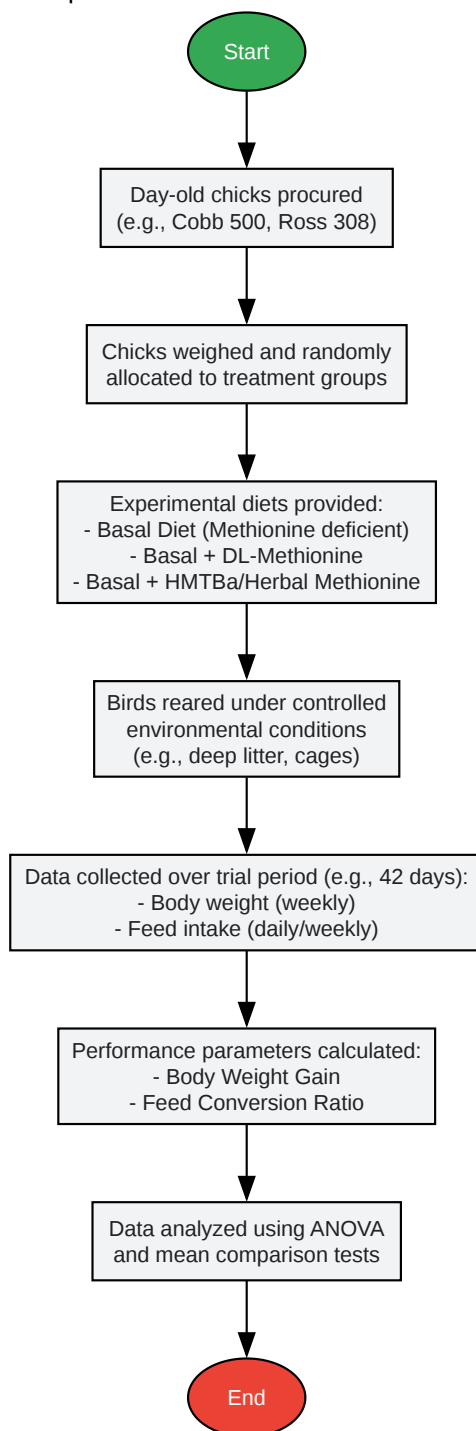 Start
Day-old chicks procured
(e.g., Cobb 500, Ross 308)
Chicks weighed and randomly
allocated to treatment groups
Experimental diets provided:
- Basal Diet (Methionine deficient)
- Basal + DL-Methionine
- Basal + HMTBa/Herbal Methionine
Birds reared under controlled
environmental conditions
(e.g., deep litter, cages)
Data collected over trial period (e.g., 42 days):
- Body weight (weekly)
- Feed intake (daily/weekly)
Performance parameters calculated:
- Body Weight Gain
- Feed Conversion Ratio
Data analyzed using ANOVA
and mean comparison tests
End